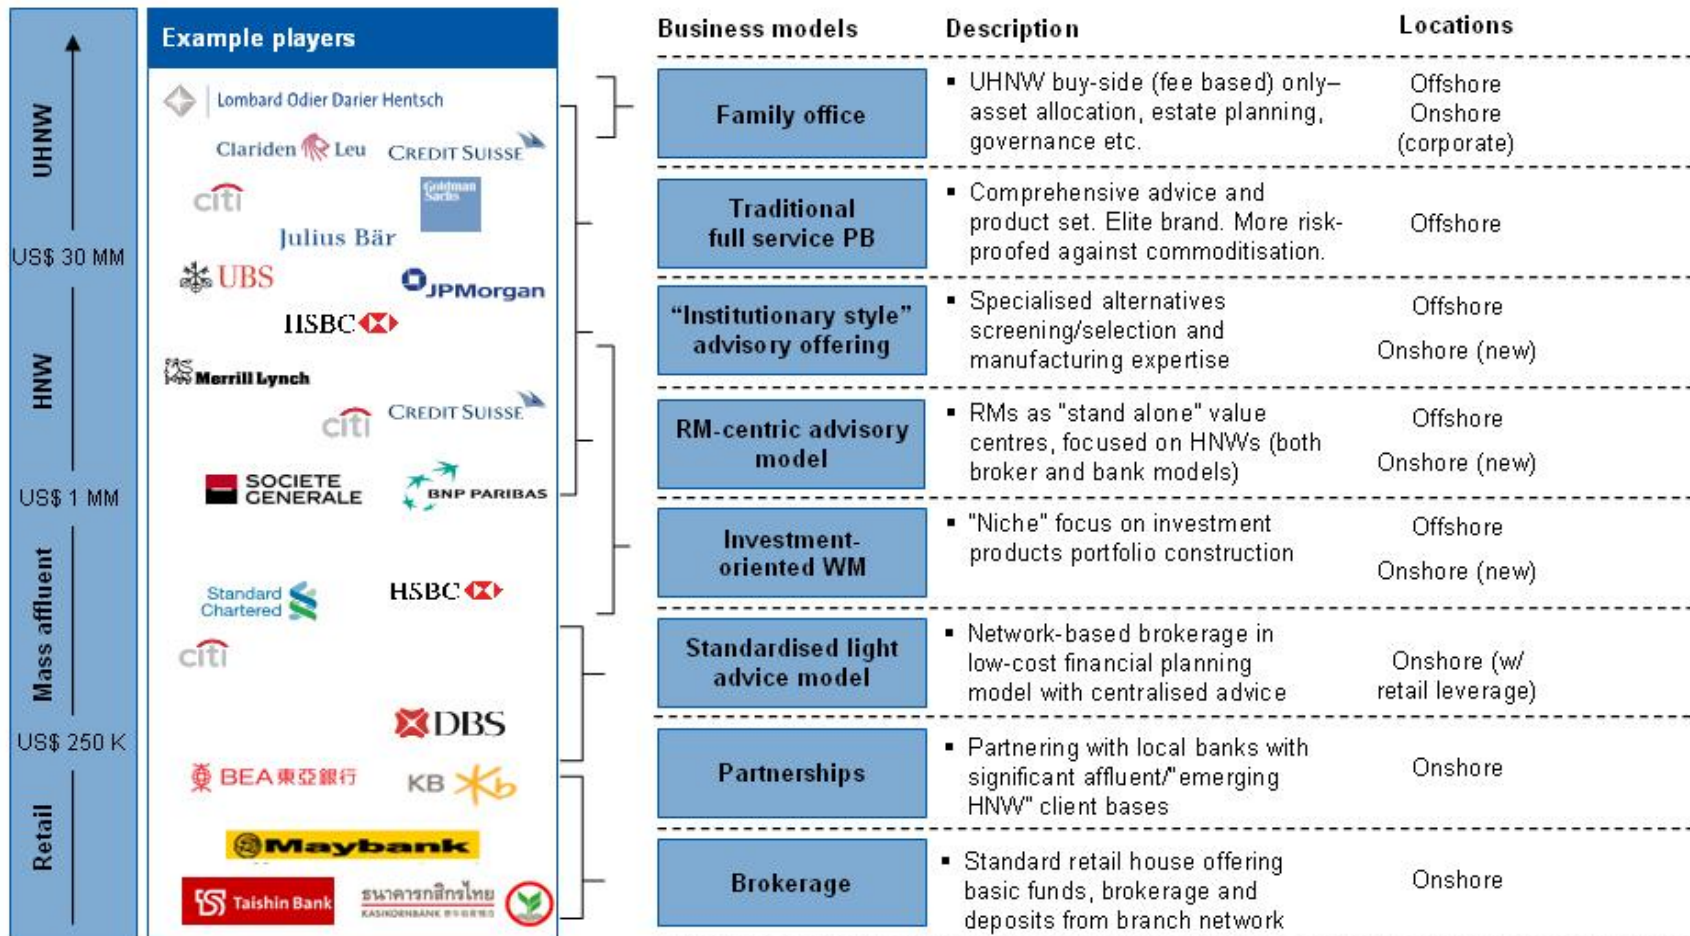 Example players
Business models
Description
Locations
UHNW
US$ 30 MM
HNW
US$ 1 MM
Mass affluent
US$ 250 K
Retail
Lombard Odier Darier Hentsch
Clariden Leu
CREDIT SUISSE
citi
Goldman
Sachs
Julius Bär
UBS
JPMorgan
HSBC
Merrill Lynch
citi
CREDIT SUISSE
SOCIETE
GENERALE
BNP PARIBAS
Standard
Chartered
HSBC
citi
DBS
BEA東亞銀行
KB
Maybank
Taishin Bank
ธนาคารกสิกรไทย
KASIKORNBANK
Family office
▪ UHNW buy-side (fee based) only–
asset allocation, estate planning,
governance etc.
Offshore
Onshore
(corporate)
Traditional
full service PB
▪ Comprehensive advice and
product set. Elite brand. More risk-
proofed against commoditisation.
Offshore
“Institutionary style”
advisory offering
▪ Specialised alternatives
screening/selection and
manufacturing expertise
Offshore
Onshore (new)
RM-centric advisory
model
▪ RMs as "stand alone" value
centres, focused on HNWs (both
broker and bank models)
Offshore
Onshore (new)
Investment-
oriented WM
▪ "Niche" focus on investment
products portfolio construction
Offshore
Onshore (new)
Standardised light
advice model
▪ Network-based brokerage in
low-cost financial planning
model with centralised advice
Onshore (w/
retail leverage)
Partnerships
▪ Partnering with local banks with
significant affluent/"emerging
HNW" client bases
Onshore
Brokerage
▪ Standard retail house offering
basic funds, brokerage and
deposits from branch network
Onshore